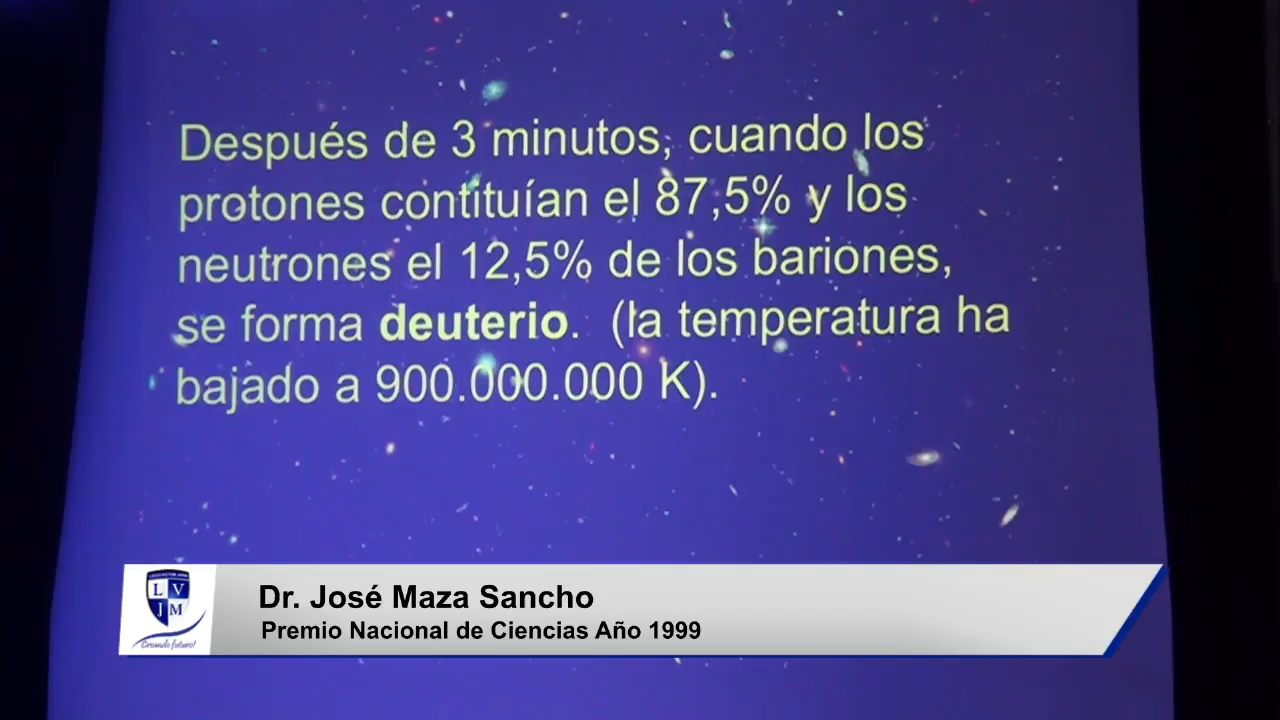 Después de 3 minutos, cuando los
protones contituían el 87,5% y los
neutrones el 12,5% de los bariones,
se forma deuterio. (la temperatura ha
bajado a 900.000.000 K).
L V
J M
Creando futuro!
Dr. José Maza Sancho
Premio Nacional de Ciencias Año 1999